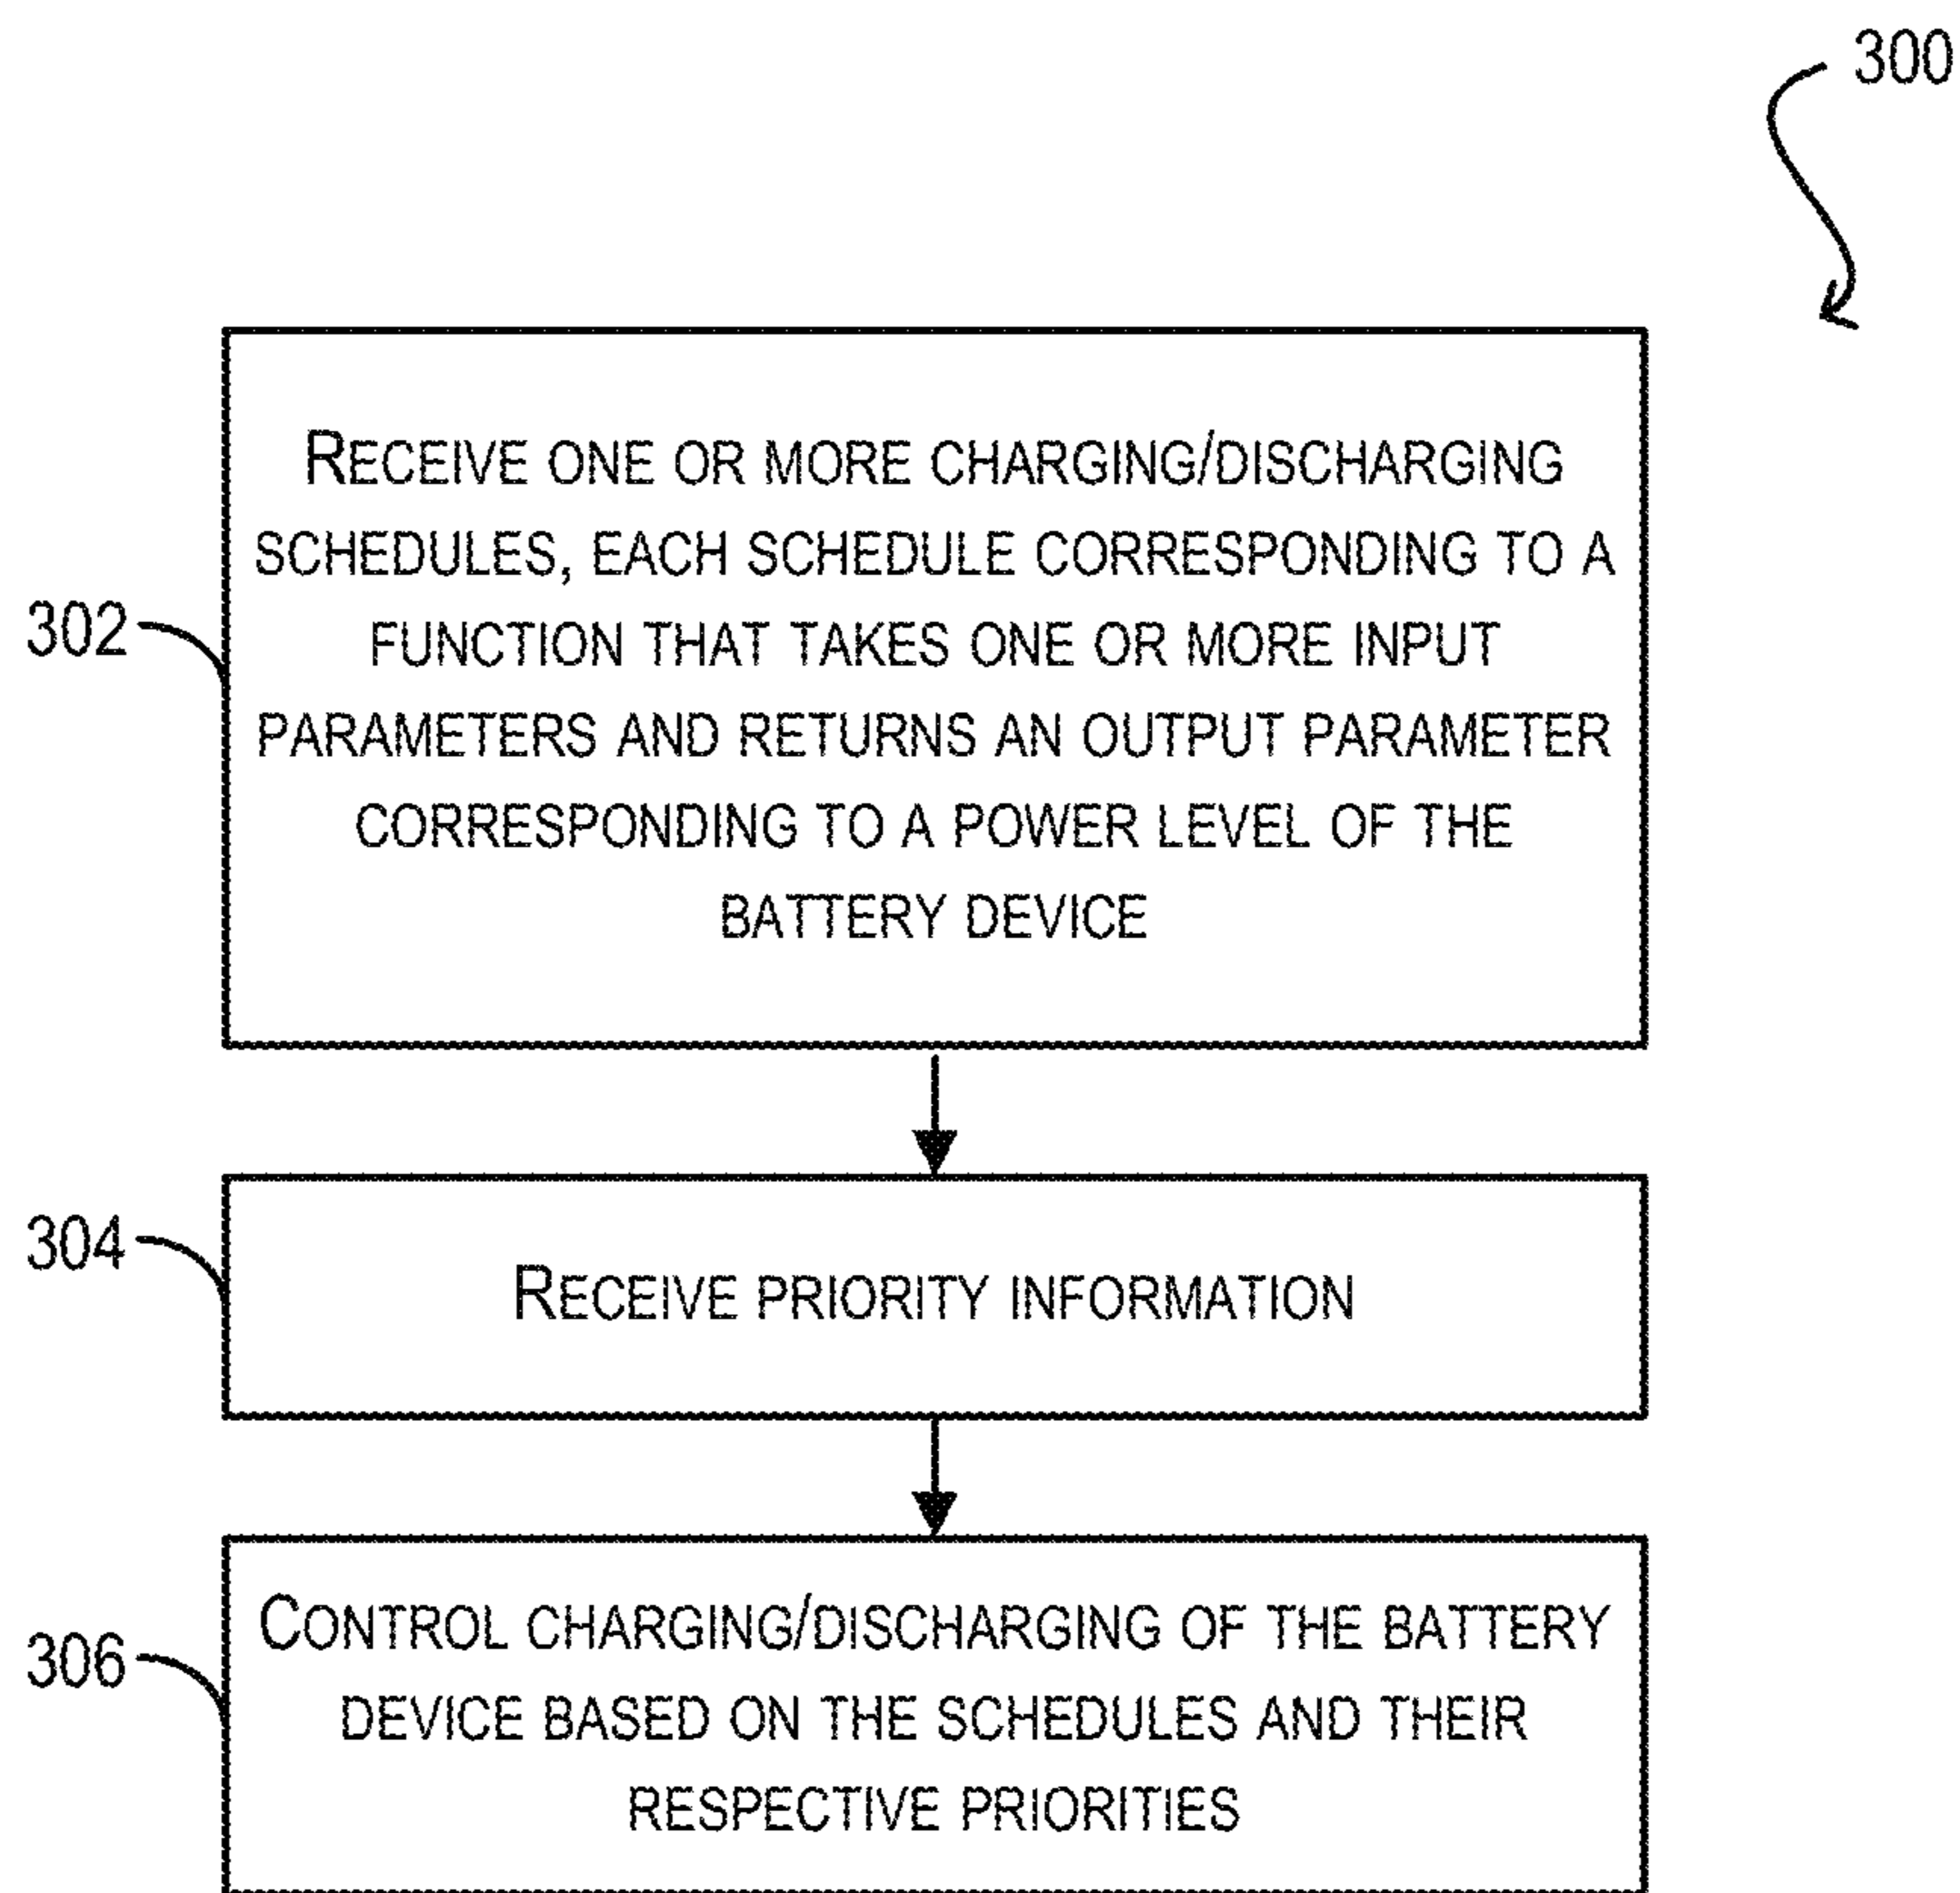 300
RECEIVE ONE OR MORE CHARGING/DISCHARGING
SCHEDULES, EACH SCHEDULE CORRESPONDING TO A
FUNCTION THAT TAKES ONE OR MORE INPUT
PARAMETERS AND RETURNS AN OUTPUT PARAMETER
CORRESPONDING TO A POWER LEVEL OF THE
BATTERY DEVICE
302
304
RECEIVE PRIORITY INFORMATION
306
CONTROL CHARGING/DISCHARGING OF THE BATTERY
DEVICE BASED ON THE SCHEDULES AND THEIR
RESPECTIVE PRIORITIES